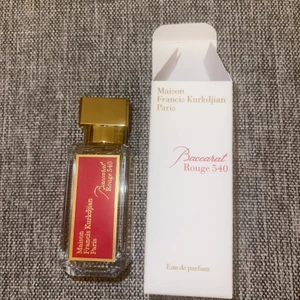 Maison
Francis Kurkdjian
Paris
Baccarat
Rouge 540
Eau de parfum
Baccarat
Rouge 540
Maison
Francis Kurkdjian
Paris